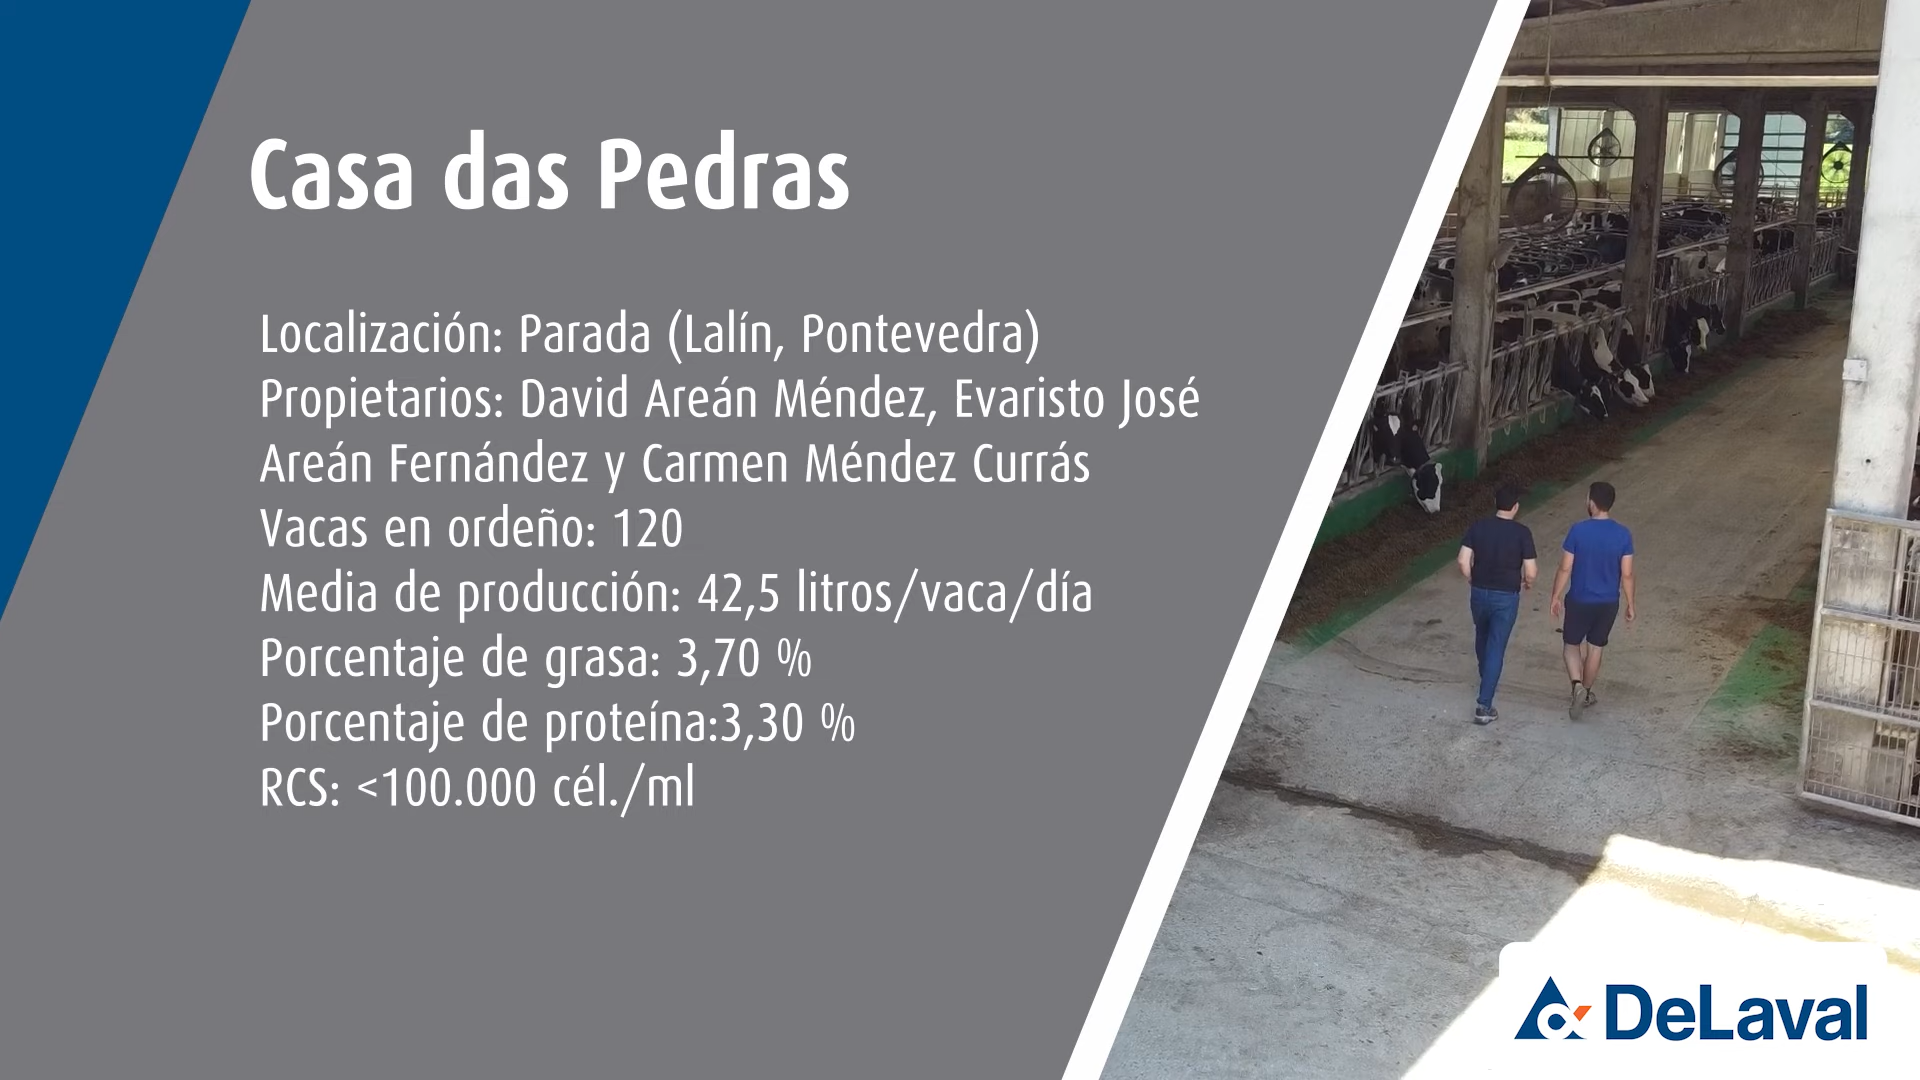 Casa das Pedras
Localización: Parada (Lalín, Pontevedra)
Propietarios: David Areán Méndez, Evaristo José
Areán Fernández y Carmen Méndez Currás
Vacas en ordeño: 120
Media de producción: 42,5 litros/vaca/día
Porcentaje de grasa: 3,70 %
Porcentaje de proteína:3,30 %
RCS: <100.000 cél./ml
DeLaval